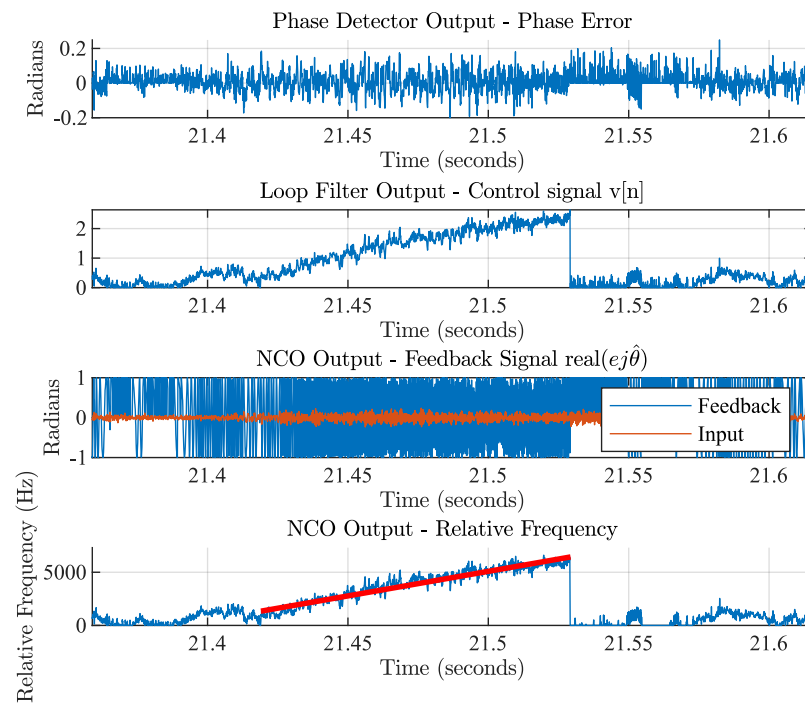 Phase Detector Output - Phase Error
Radians
0.2
0
-0.2
21.4
21.45
21.5
21.55
21.6
Time (seconds)
Loop Filter Output - Control signal v[n]
2
1
0
21.4
21.45
21.5
21.55
21.6
Time (seconds)
NCO Output - Feedback Signal real(ejθ̂)
Radians
1
0
-1
Feedback
Input
21.4
21.45
21.5
21.55
21.6
Time (seconds)
NCO Output - Relative Frequency
Relative Frequency (Hz)
5000
0
21.4
21.45
21.5
21.55
21.6
Time (seconds)